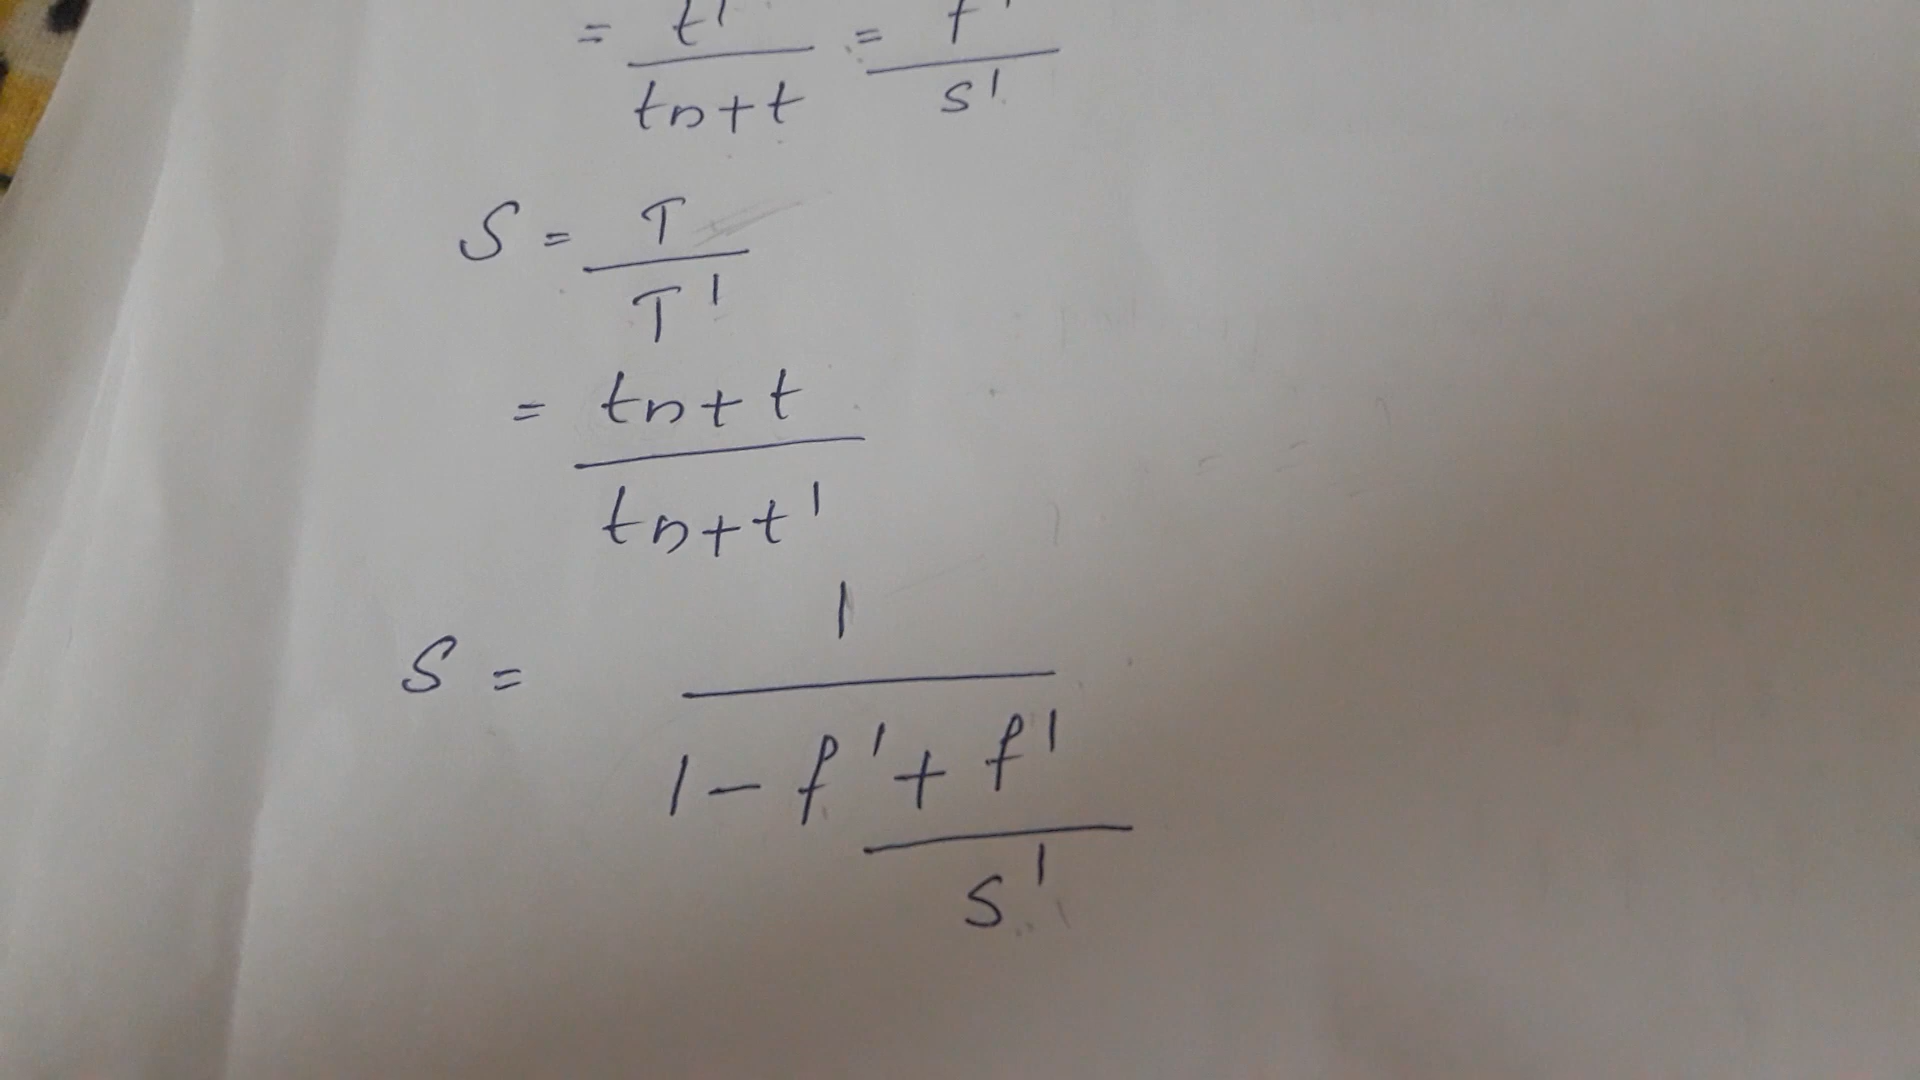 = t' / tn+t = f' / s'
S = T / T'
= tn+t / tn+t'
S = 1 / 1-f'+f' / s'